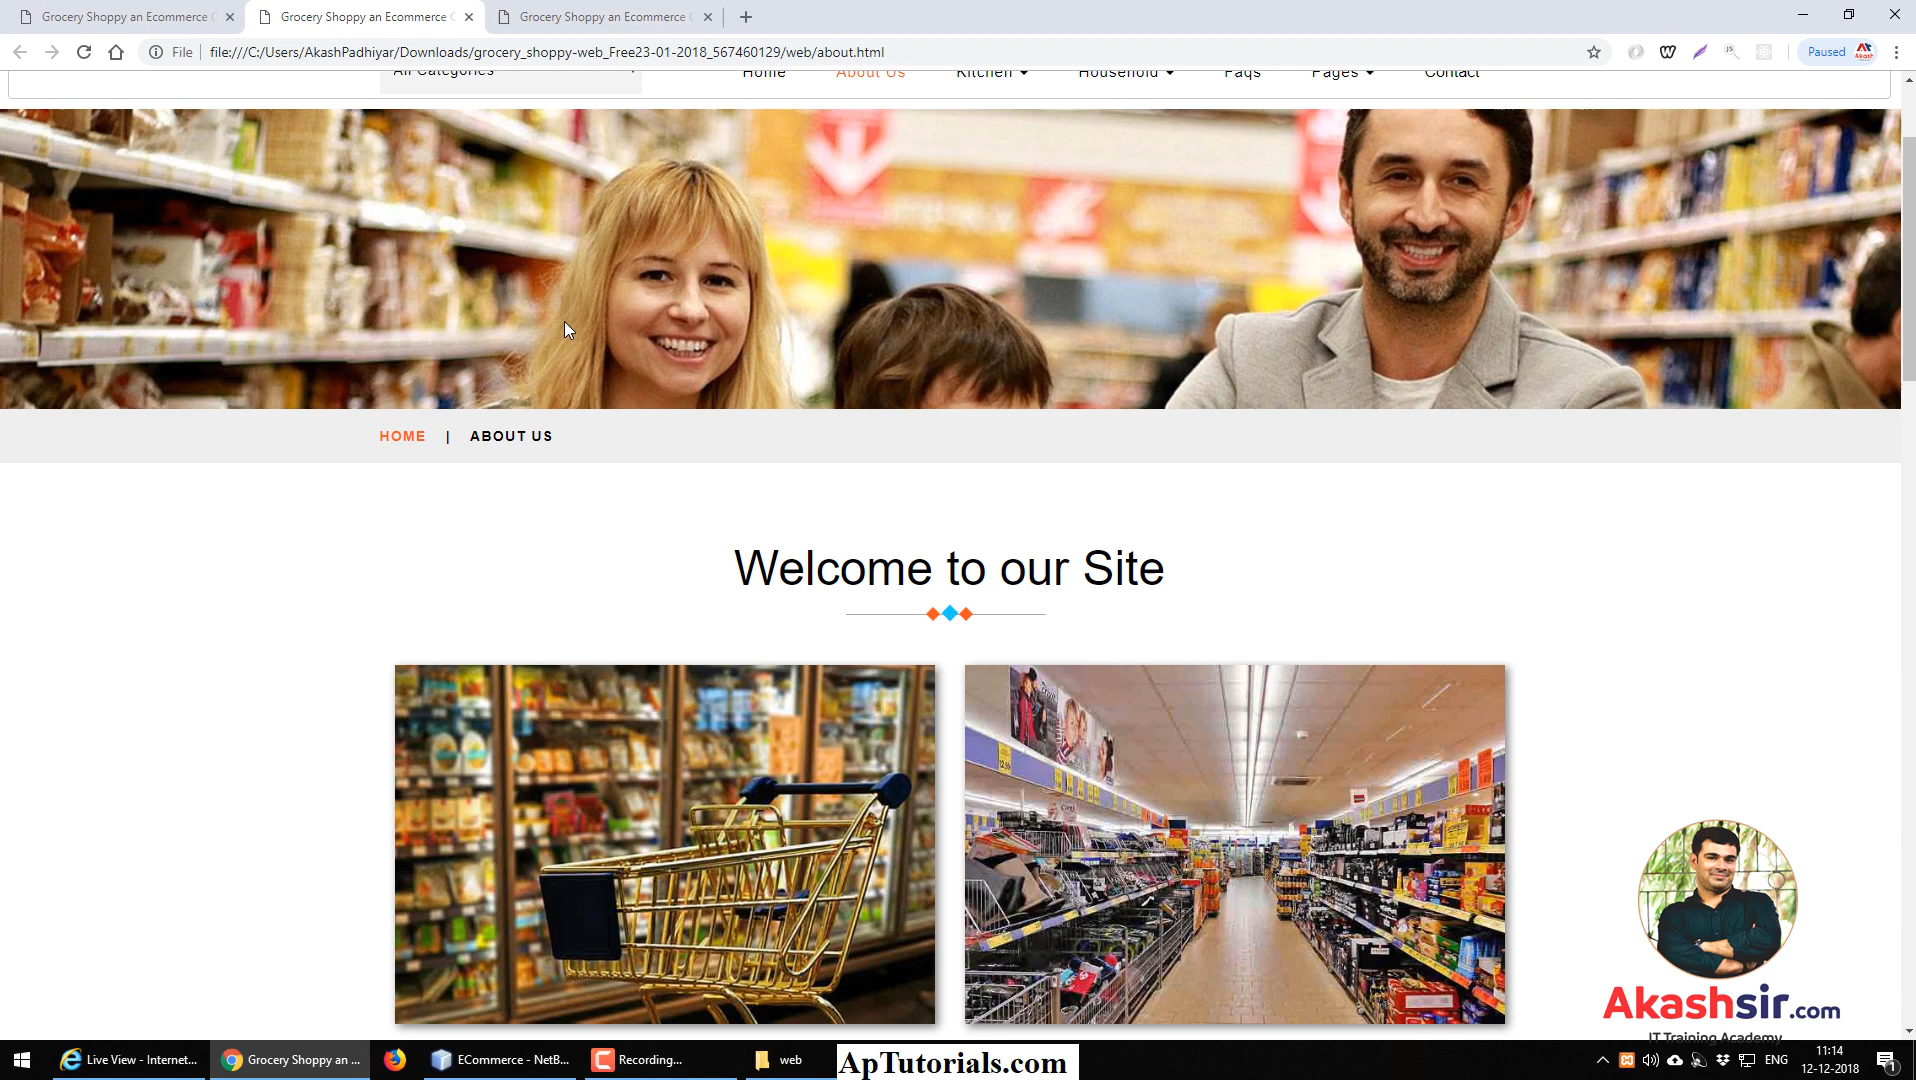 Grocery Shoppy an Ecommerce
Grocery Shoppy an Ecommerce
Grocery Shoppy an Ecommerce
File
file:///C:/Users/AkashPadhiyar/Downloads/grocery_shoppy-web_Free23-01-2018_567460129/web/about.html
Paused
All Categories
Home
About Us
Kitchen
Household
Faqs
Pages
Contact
HOME | ABOUT US
Welcome to our Site
Akashsir.com
IT Training Academy
Live View - Internet...
Grocery Shoppy an ...
ECommerce - NetB...
Recording...
web
ApTutorials.com
ENG
11:14
12-12-2018